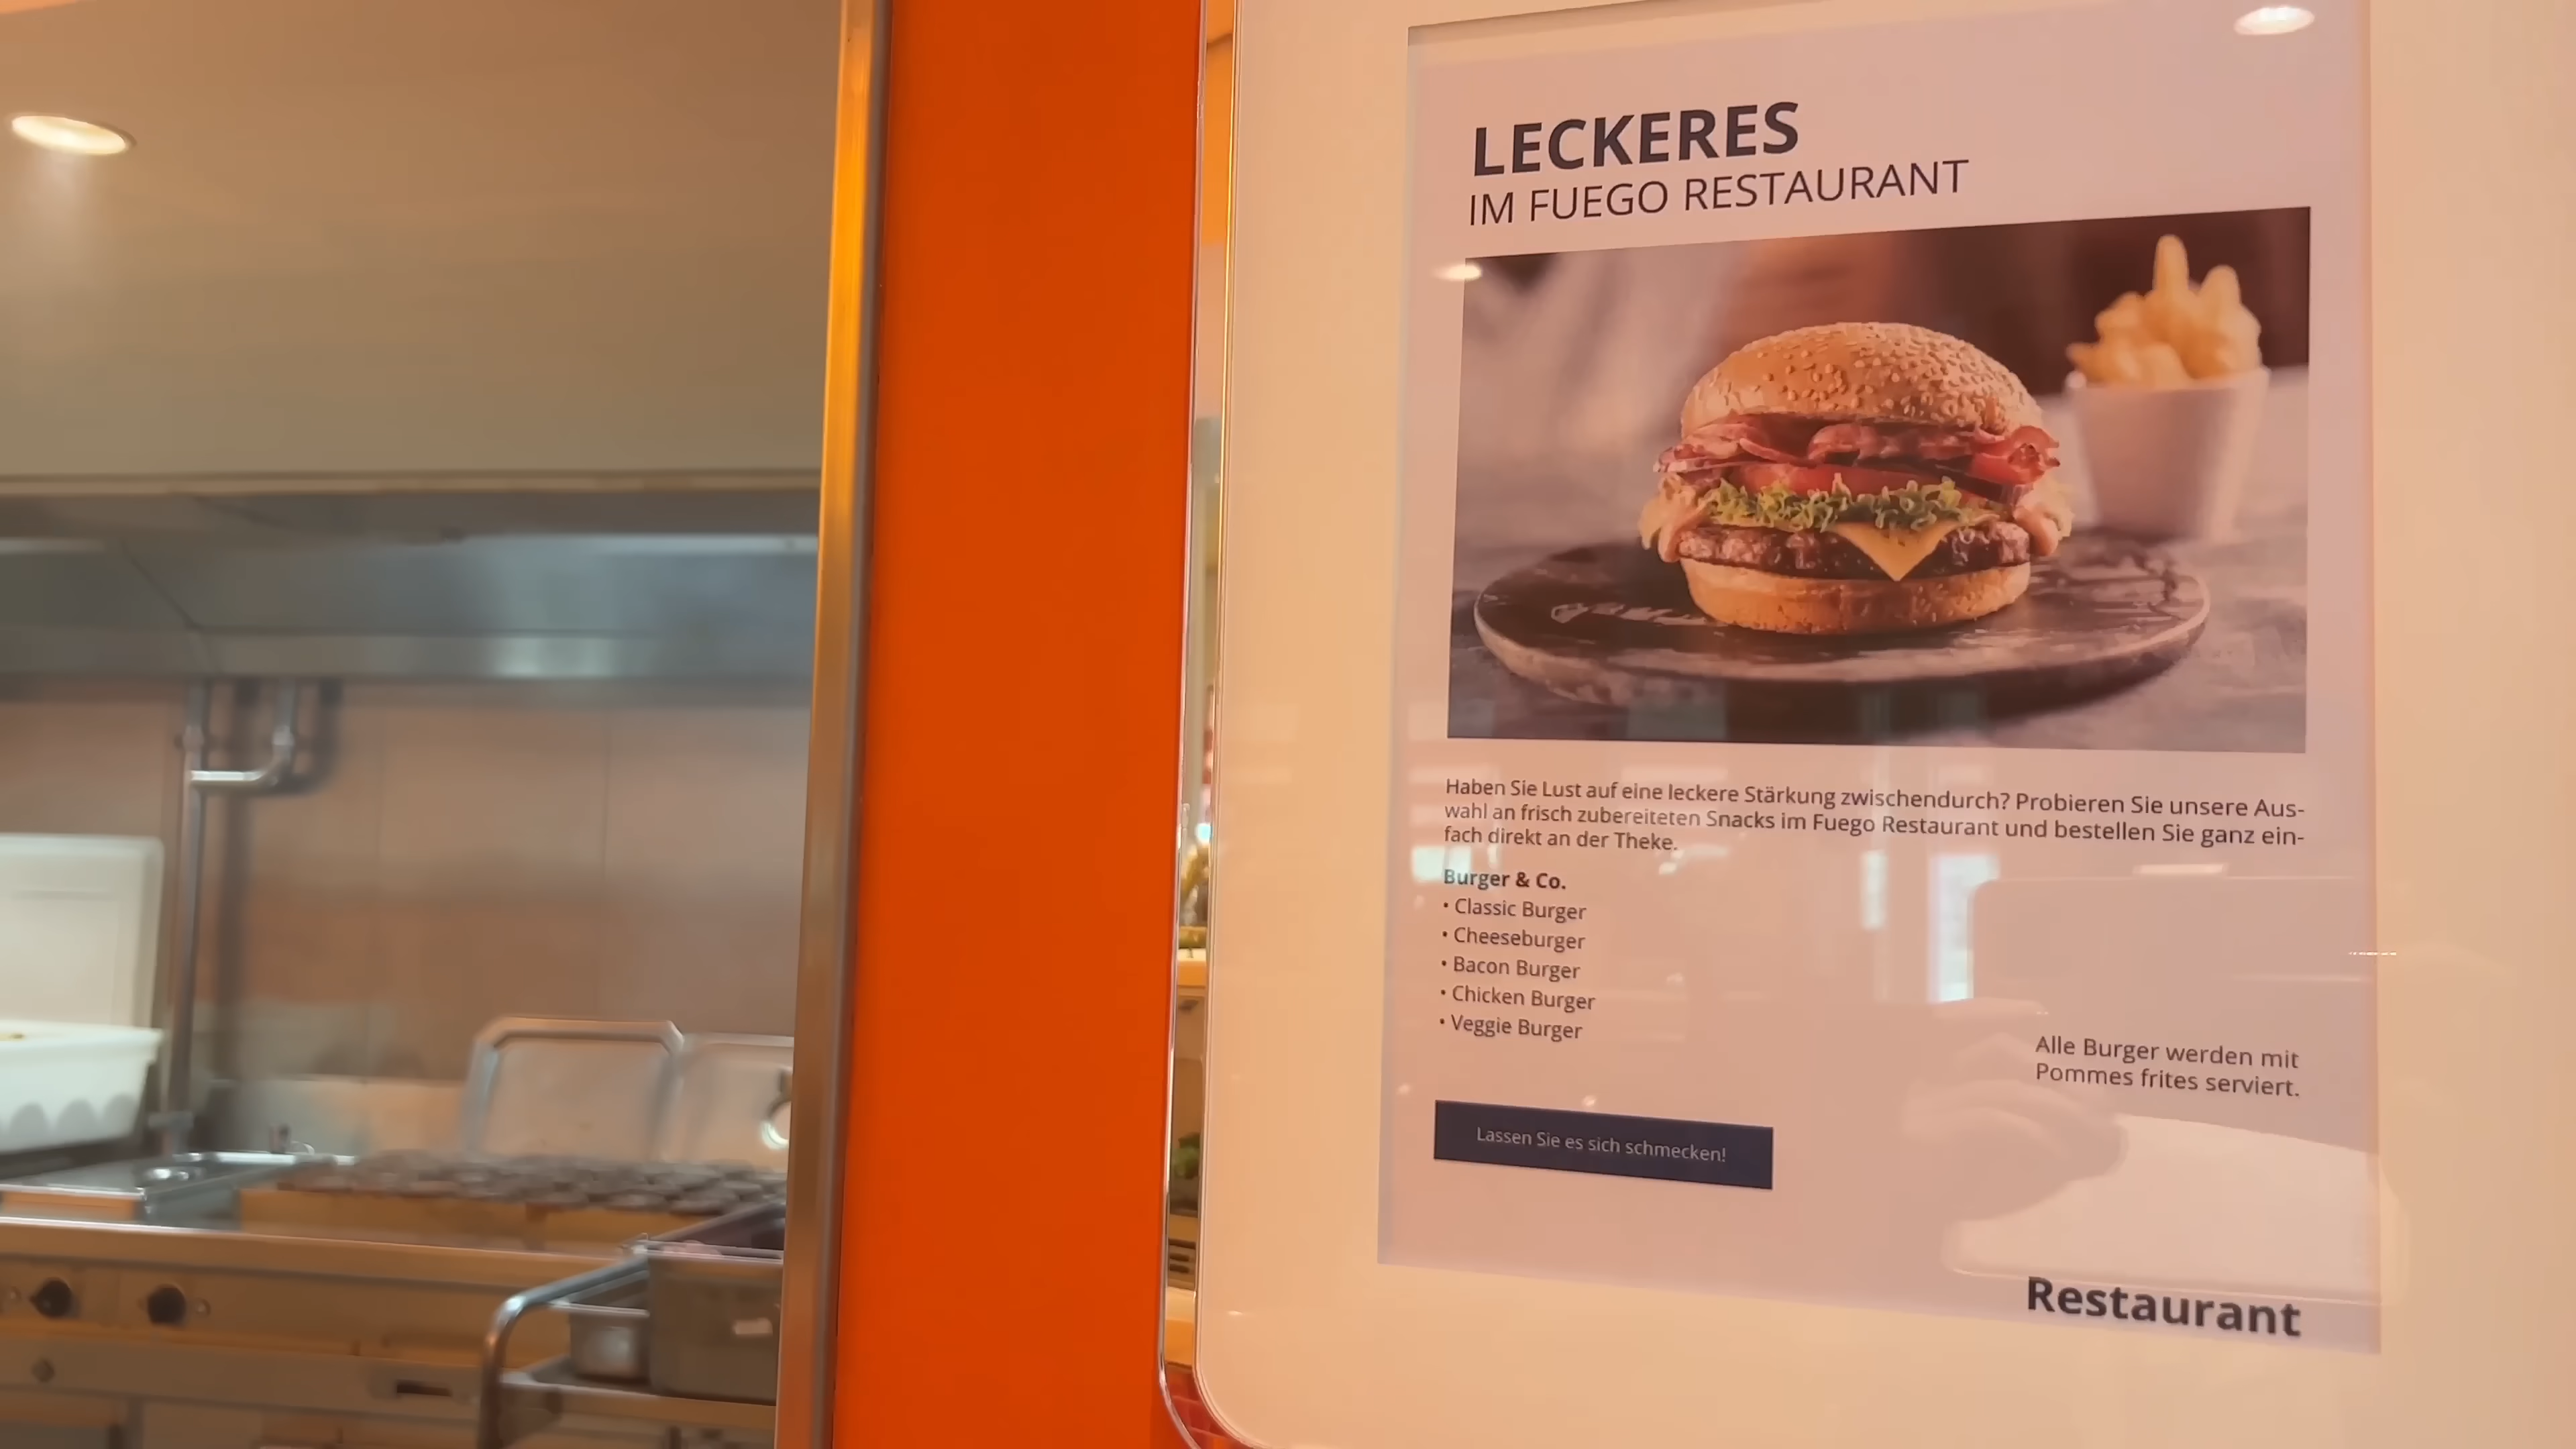 LECKERES
IM FUEGO RESTAURANT
Haben Sie Lust auf eine leckere Stärkung zwischendurch? Probieren Sie unsere Aus-
wahl an frisch zubereiteten Snacks im Fuego Restaurant und bestellen Sie ganz ein-
fach direkt an der Theke.
Burger & Co.
• Classic Burger
• Cheeseburger
• Bacon Burger
• Chicken Burger
• Veggie Burger
Alle Burger werden mit
Pommes frites serviert.
Lassen Sie es sich schmecken!
Restaurant